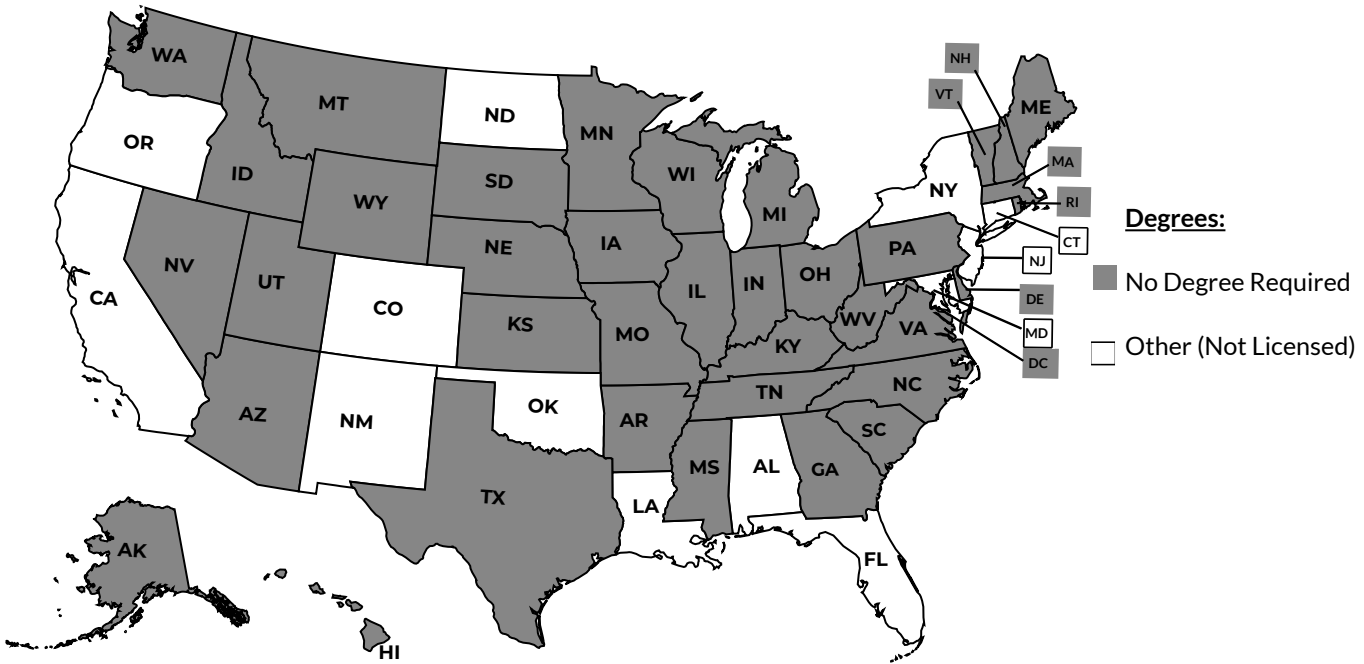 WA
MT
ND
MN
OR
ID
WY
SD
WI
MI
NY
ME
NH
VT
MA
RI
CT
NJ
DE
MD
DC
NV
UT
CO
NE
IA
IL
IN
OH
PA
CA
KS
MO
KY
WV
VA
AZ
NM
OK
AR
TN
NC
SC
TX
LA
MS
AL
GA
FL
AK
HI
Degrees:
No Degree Required
Other (Not Licensed)